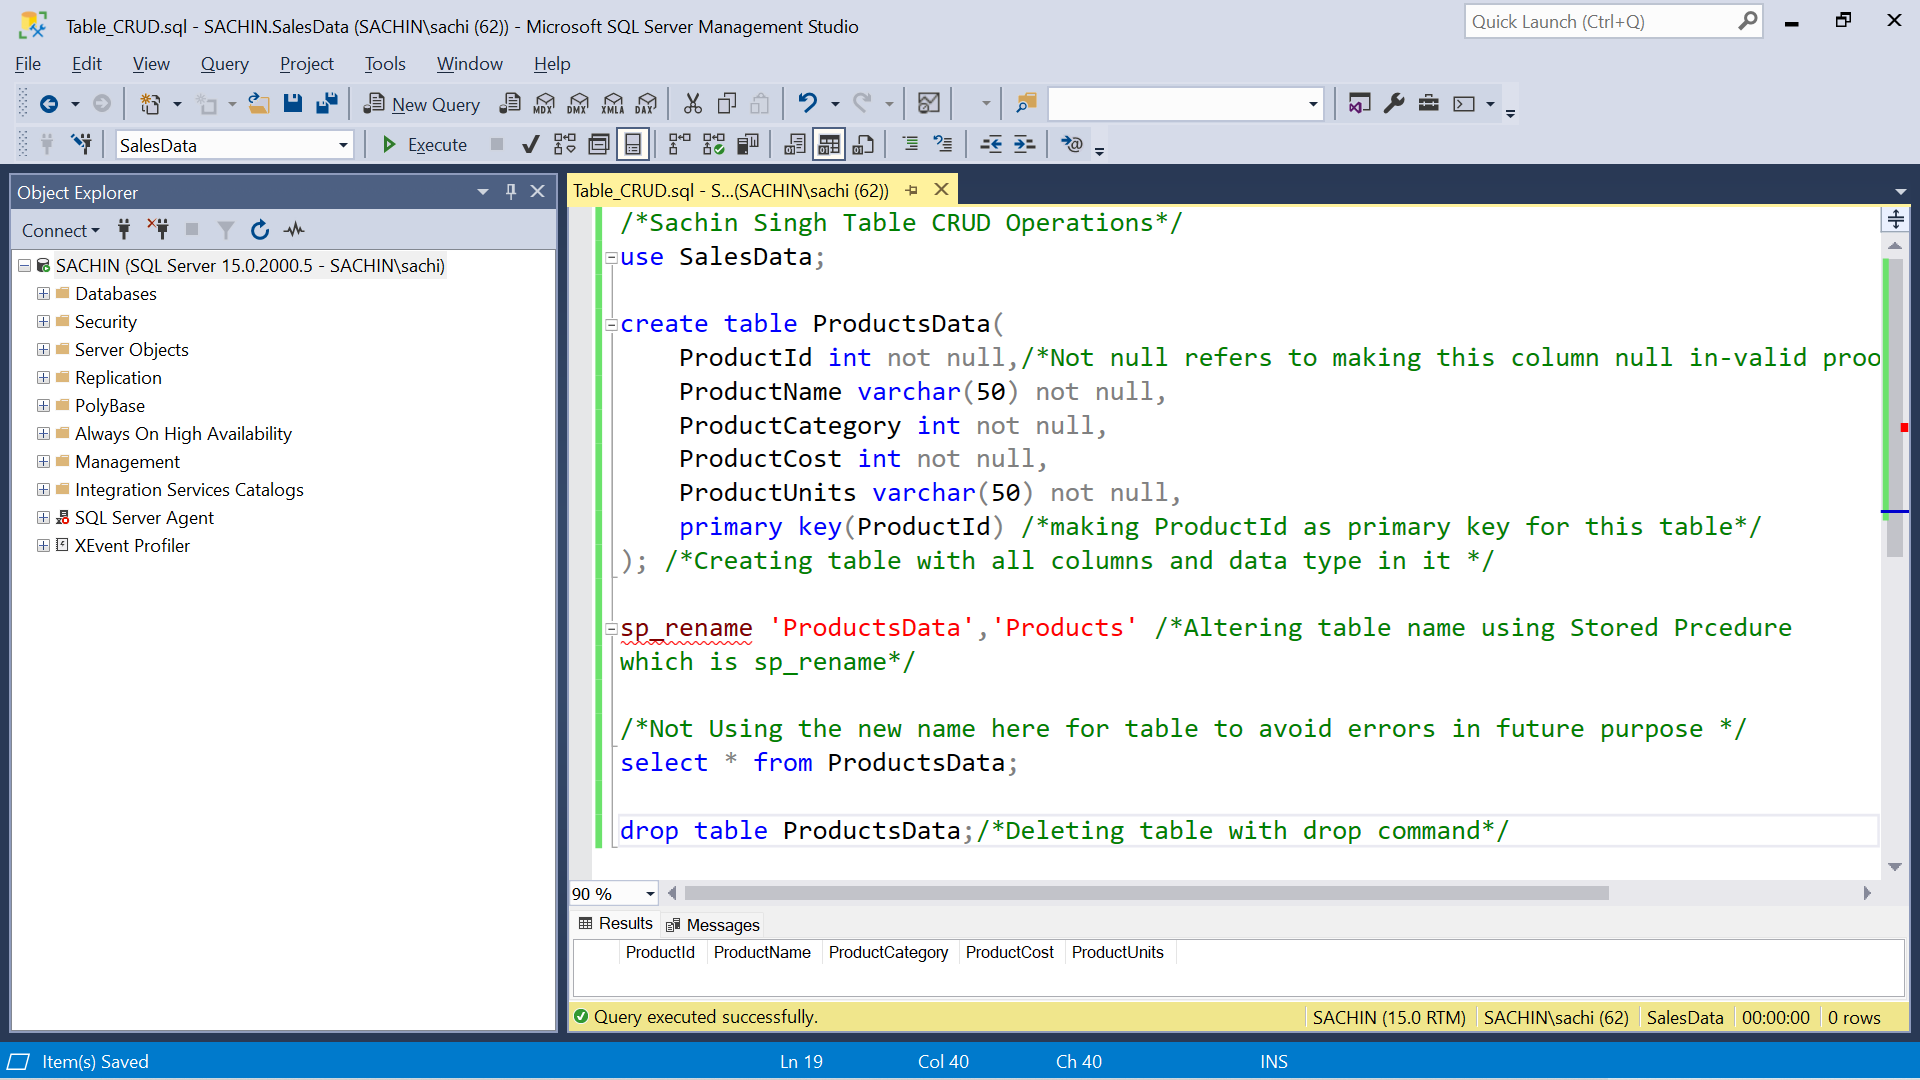 Table_CRUD.sql - SACHIN.SalesData (SACHIN\sachi (62)) - Microsoft SQL Server Management Studio
Quick Launch (Ctrl+Q)
File Edit View Query Project Tools Window Help
New Query MDX DMX XMLA DAX
SalesData Execute
Object Explorer
Connect
SACHIN (SQL Server 15.0.2000.5 - SACHIN\sachi)
Databases
Security
Server Objects
Replication
PolyBase
Always On High Availability
Management
Integration Services Catalogs
SQL Server Agent
XEvent Profiler
Table_CRUD.sql - S...(SACHIN\sachi (62))
/*Sachin Singh Table CRUD Operations*/
use SalesData;
create table ProductsData(
ProductId int not null,/*Not null refers to making this column null in-valid proo
ProductName varchar(50) not null,
ProductCategory int not null,
ProductCost int not null,
ProductUnits varchar(50) not null,
primary key(ProductId) /*making ProductId as primary key for this table*/
); /*Creating table with all columns and data type in it */
sp_rename 'ProductsData','Products' /*Altering table name using Stored Prcedure
which is sp_rename*/
/*Not Using the new name here for table to avoid errors in future purpose */
select * from ProductsData;
drop table ProductsData;/*Deleting table with drop command*/
90 %
Results Messages
ProductId ProductName ProductCategory ProductCost ProductUnits
Query executed successfully. SACHIN (15.0 RTM) SACHIN\sachi (62) SalesData 00:00:00 0 rows
Item(s) Saved Ln 19 Col 40 Ch 40 INS